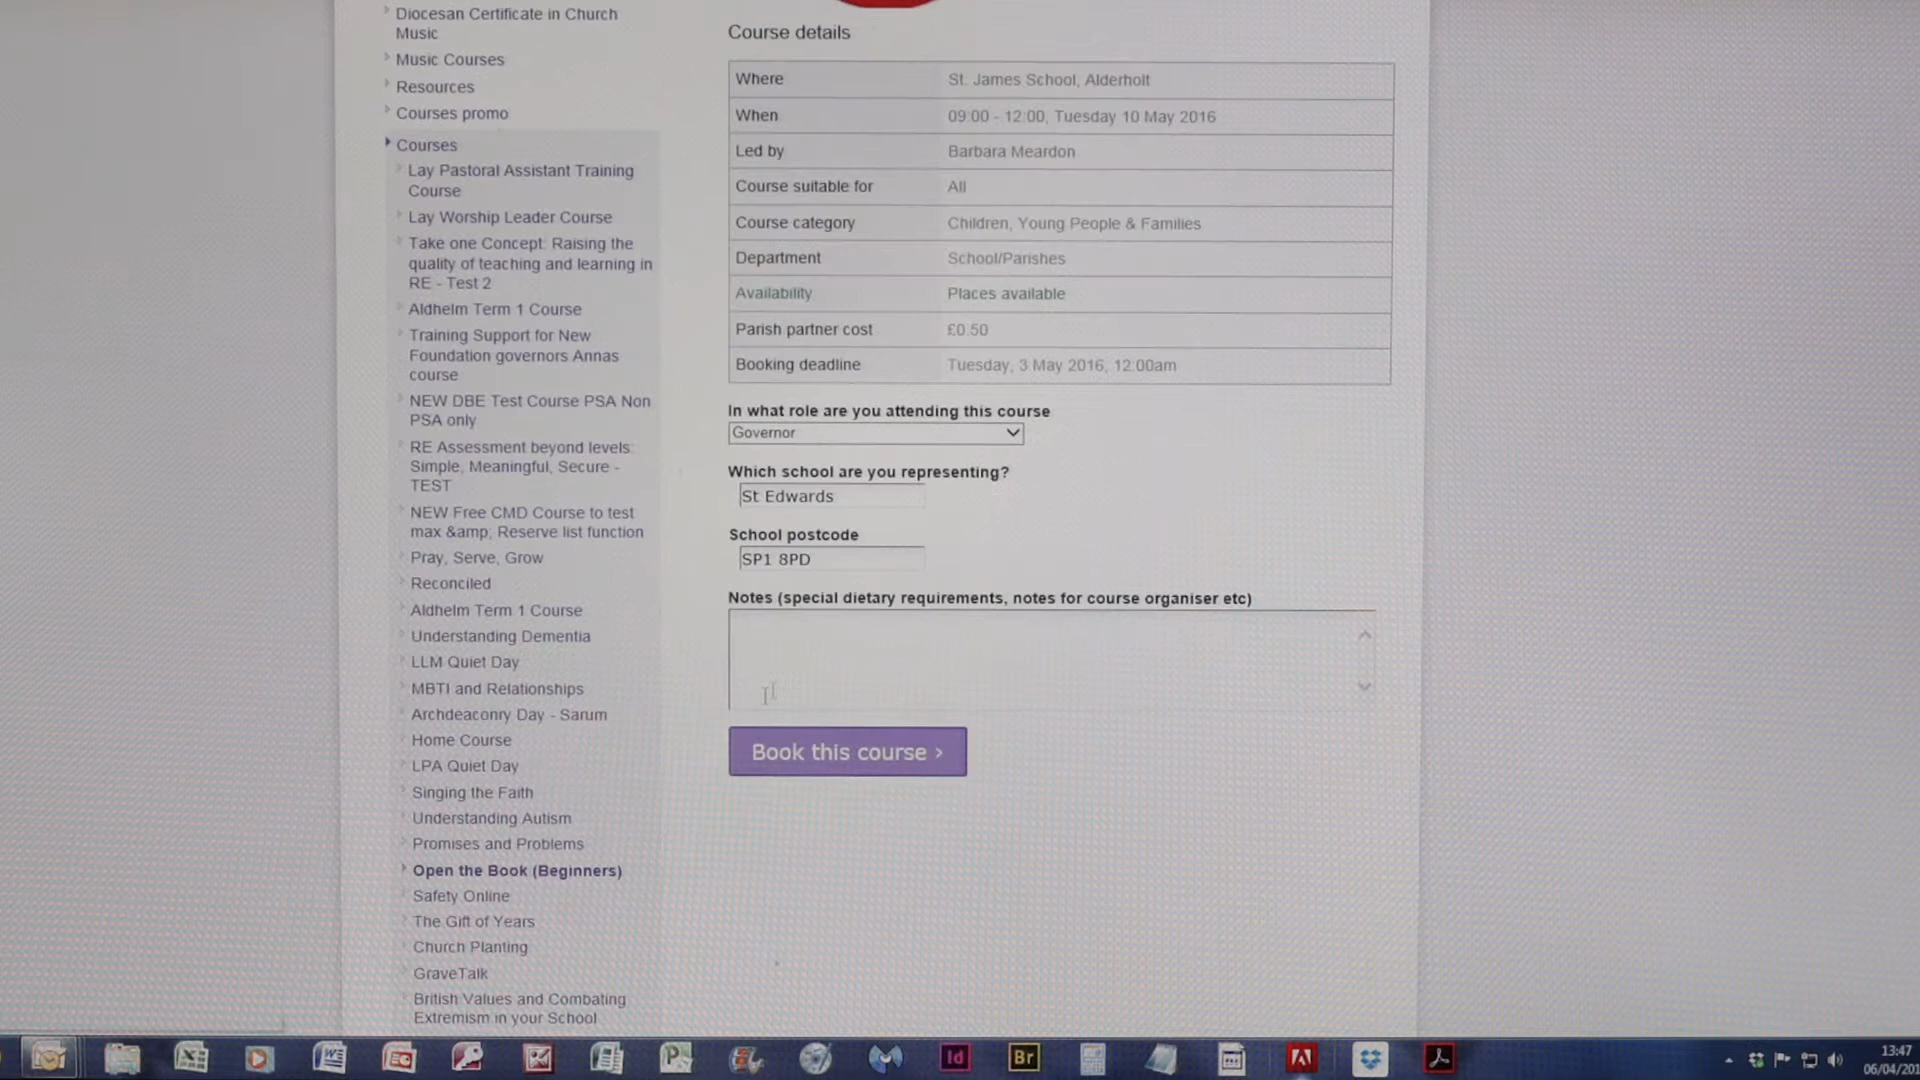 Diocesan Certificate in Church
Music
Music Courses
Resources
Courses promo
Courses
Lay Pastoral Assistant Training
Course
Lay Worship Leader Course
Take one Concept: Raising the
quality of teaching and learning in
RE - Test 2
Aldhelm Term 1 Course
Training Support for New
Foundation governors Annas
course
NEW DBE Test Course PSA Non
PSA only
RE Assessment beyond levels:
Simple, Meaningful, Secure -
TEST
NEW Free CMD Course to test
max &amp; Reserve list function
Pray, Serve, Grow
Reconciled
Aldhelm Term 1 Course
Understanding Dementia
LLM Quiet Day
MBTI and Relationships
Archdeaconry Day - Sarum
Home Course
LPA Quiet Day
Singing the Faith
Understanding Autism
Promises and Problems
Open the Book (Beginners)
Safety Online
The Gift of Years
Church Planting
GraveTalk
British Values and Combating
Extremism in your School
Course details
Where St. James School, Alderholt
When 09:00 - 12:00, Tuesday 10 May 2016
Led by Barbara Meardon
Course suitable for All
Course category Children, Young People & Families
Department School/Parishes
Availability Places available
Parish partner cost £0.50
Booking deadline Tuesday, 3 May 2016, 12:00am
In what role are you attending this course
Governor
Which school are you representing?
St Edwards
School postcode
SP1 8PD
Notes (special dietary requirements, notes for course organiser etc)
Book this course ›
Id
Br
13:47
06/04/201